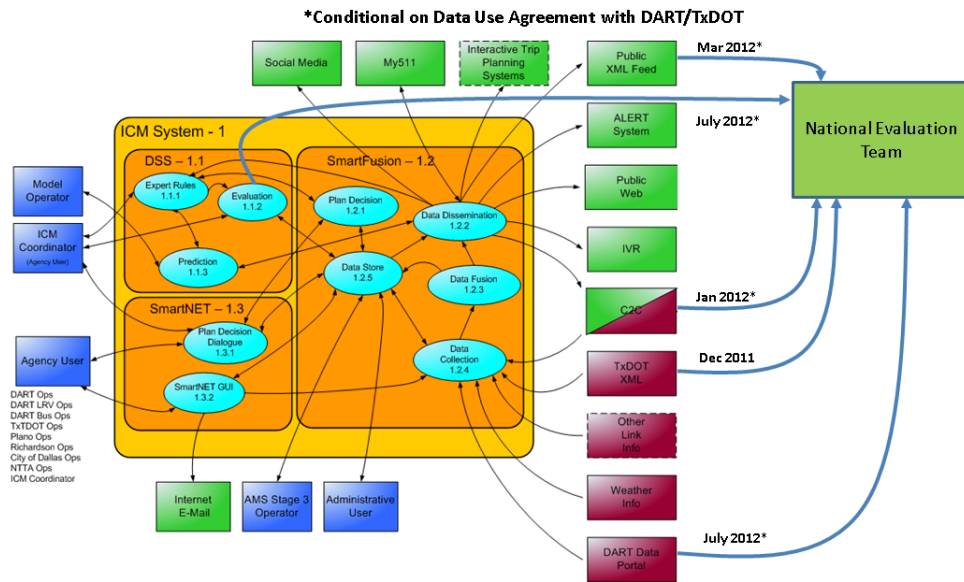 *Conditional on Data Use Agreement with DART/TxDOT
Social Media
My511
Interactive Trip
Planning
Systems
Public
XML Feed
Mar 2012*
ALERT
System
July 2012*
National Evaluation
Team
Public
Web
IVR
C2C
Jan 2012*
TxDOT
XML
Dec 2011
Other
Link
Info
Weather
Info
DART Data
Portal
July 2012*
ICM System - 1
DSS – 1.1
Expert Rules
1.1.1
Evaluation
1.1.2
Prediction
1.1.3
SmartFusion – 1.2
Plan Decision
1.2.1
Data Dissemination
1.2.2
Data Store
1.2.5
Data Fusion
1.2.3
Data
Collection
1.2.4
SmartNET – 1.3
Plan Decision
Dialogue
1.3.1
SmartNET GUI
1.3.2
Model
Operator
ICM
Coordinator
(Agency User)
Agency User
DART Ops
DART LRV Ops
DART Bus Ops
TxTDOT Ops
Plano Ops
Richardson Ops
City of Dallas Ops
NTTA Ops
ICM Coordinator
Internet
E-Mail
AMS Stage 3
Operator
Administrative
User